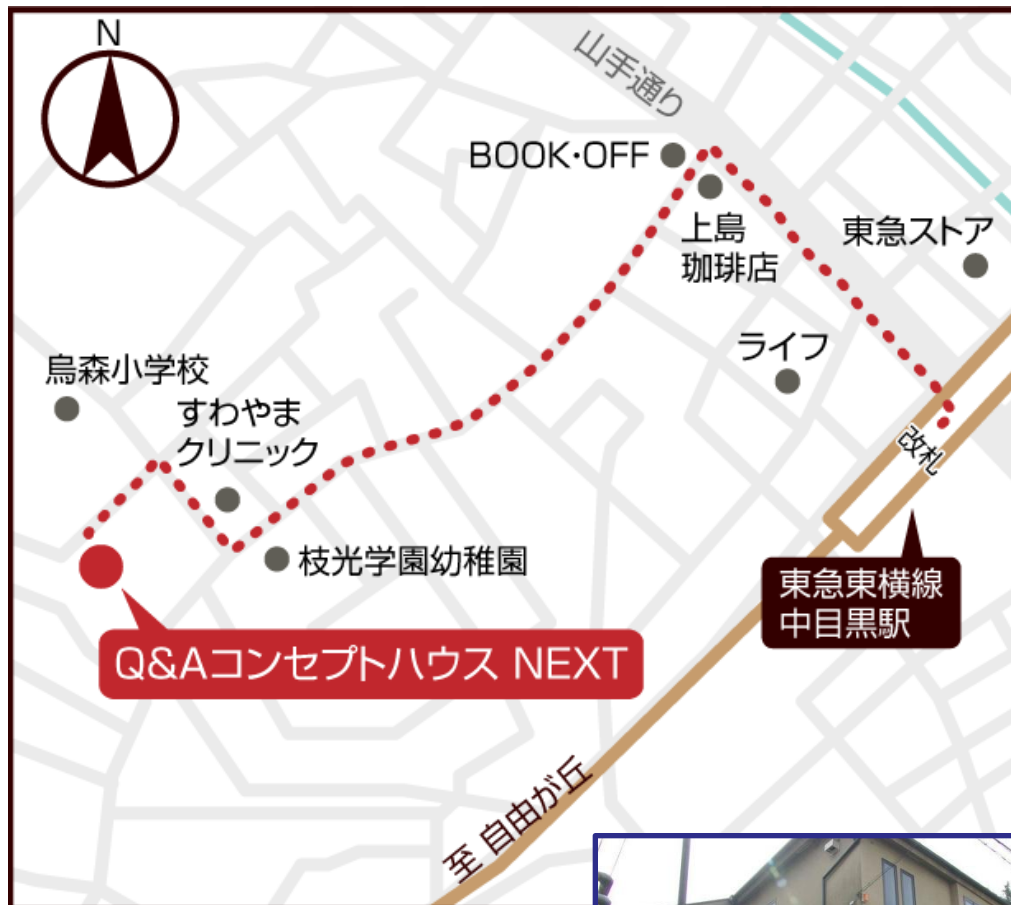 N
山手通り
BOOK・OFF
上島
珈琲店
東急ストア
ライフ
烏森小学校
すわやま
クリニック
改札
枝光学園幼稚園
東急東横線
中目黒駅
Q&Aコンセプトハウス NEXT
至 自由が丘